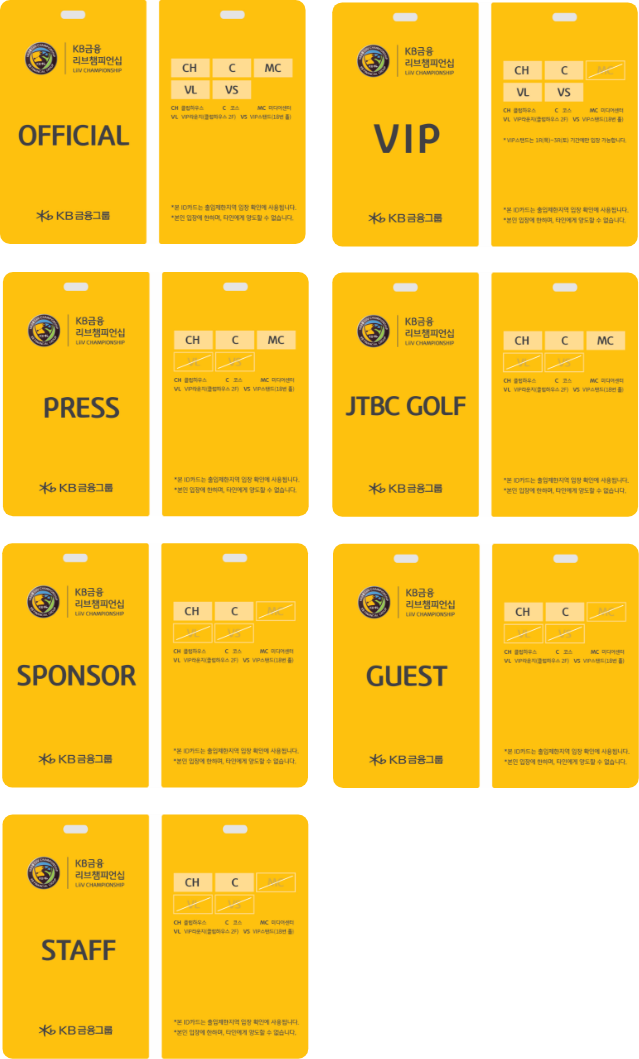 KB금융
리브챔피언십
LIIV CHAMPIONSHIP
OFFICIAL
KB금융그룹
CH C MC
VL VS
CH 클럽하우스 C 코스 MC 미디어센터
VL VIP라운지(클럽하우스 2F) VS VIP스탠드(18번 홀)
*본 ID카드는 출입제한지역 입장 확인에 사용됩니다.
*본인 입장에 한하며, 타인에게 양도할 수 없습니다.
KB금융
리브챔피언십
LIIV CHAMPIONSHIP
VIP
KB금융그룹
CH C MC
VL VS
CH 클럽하우스 C 코스 MC 미디어센터
VL VIP라운지(클럽하우스 2F) VS VIP스탠드(18번 홀)
기간에만 입장 가능합니다.
*본 ID카드는 출입제한지역 입장 확인에 사용됩니다.
*본인 입장에 한하며, 타인에게 양도할 수 없습니다.
KB금융
리브챔피언십
LIIV CHAMPIONSHIP
PRESS
KB금융그룹
CH C MC
VL VS
CH 클럽하우스 C 코스 MC 미디어센터
VL VIP라운지(클럽하우스 2F) VS VIP스탠드(18번 홀)
*본 ID카드는 출입제한지역 입장 확인에 사용됩니다.
*본인 입장에 한하며, 타인에게 양도할 수 없습니다.
KB금융
리브챔피언십
LIIV CHAMPIONSHIP
JTBC GOLF
KB금융그룹
CH C MC
VL VS
CH 클럽하우스 C 코스 MC 미디어센터
VL VIP라운지(클럽하우스 2F) VS VIP스탠드(18번 홀)
*본 ID카드는 출입제한지역 입장 확인에 사용됩니다.
*본인 입장에 한하며, 타인에게 양도할 수 없습니다.
KB금융
리브챔피언십
LIIV CHAMPIONSHIP
SPONSOR
KB금융그룹
CH C MC
VL VS
CH 클럽하우스 C 코스 MC 미디어센터
VL VIP라운지(클럽하우스 2F) VS VIP스탠드(18번 홀)
*본 ID카드는 출입제한지역 입장 확인에 사용됩니다.
*본인 입장에 한하며, 타인에게 양도할 수 없습니다.
KB금융
리브챔피언십
LIIV CHAMPIONSHIP
GUEST
KB금융그룹
CH C MC
VL VS
CH 클럽하우스 C 코스 MC 미디어센터
VL VIP라운지(클럽하우스 2F) VS VIP스탠드(18번 홀)
*본 ID카드는 출입제한지역 입장 확인에 사용됩니다.
*본인 입장에 한하며, 타인에게 양도할 수 없습니다.
KB금융
리브챔피언십
LIIV CHAMPIONSHIP
STAFF
KB금융그룹
CH C MC
VL VS
CH 클럽하우스 C 코스 MC 미디어센터
VL VIP라운지(클럽하우스 2F) VS VIP스탠드(18번 홀)
*본 ID카드는 출입제한지역 입장 확인에 사용됩니다.
*본인 입장에 한하며, 타인에게 양도할 수 없습니다.